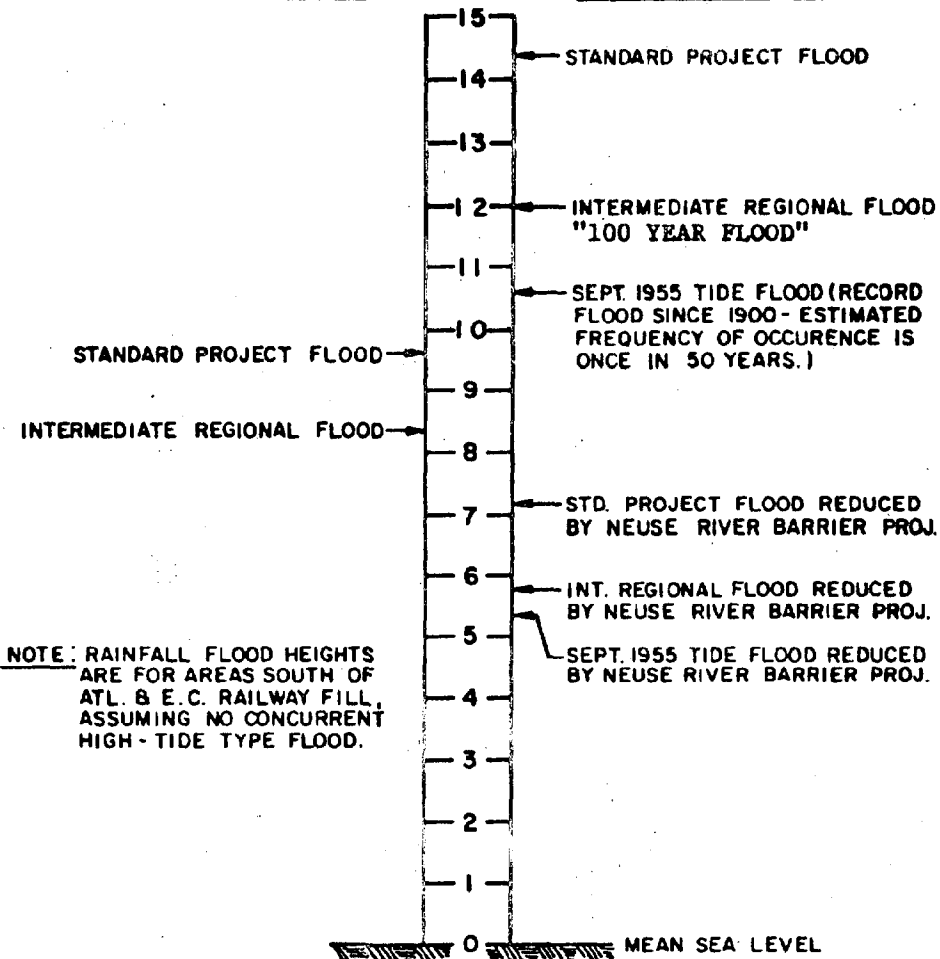 15
STANDARD PROJECT FLOOD
14
13
12
INTERMEDIATE REGIONAL FLOOD
"100 YEAR FLOOD"
11
SEPT. 1955 TIDE FLOOD (RECORD
FLOOD SINCE 1900 - ESTIMATED
FREQUENCY OF OCCURENCE IS
ONCE IN 50 YEARS.)
10
STANDARD PROJECT FLOOD
9
INTERMEDIATE REGIONAL FLOOD
8
STD. PROJECT FLOOD REDUCED
BY NEUSE RIVER BARRIER PROJ.
7
6
INT. REGIONAL FLOOD REDUCED
BY NEUSE RIVER BARRIER PROJ.
5
SEPT. 1955 TIDE FLOOD REDUCED
BY NEUSE RIVER BARRIER PROJ.
NOTE: RAINFALL FLOOD HEIGHTS
ARE FOR AREAS SOUTH OF
ATL. & E.C. RAILWAY FILL,
ASSUMING NO CONCURRENT
HIGH-TIDE TYPE FLOOD.
4
3
2
1
0
MEAN SEA LEVEL